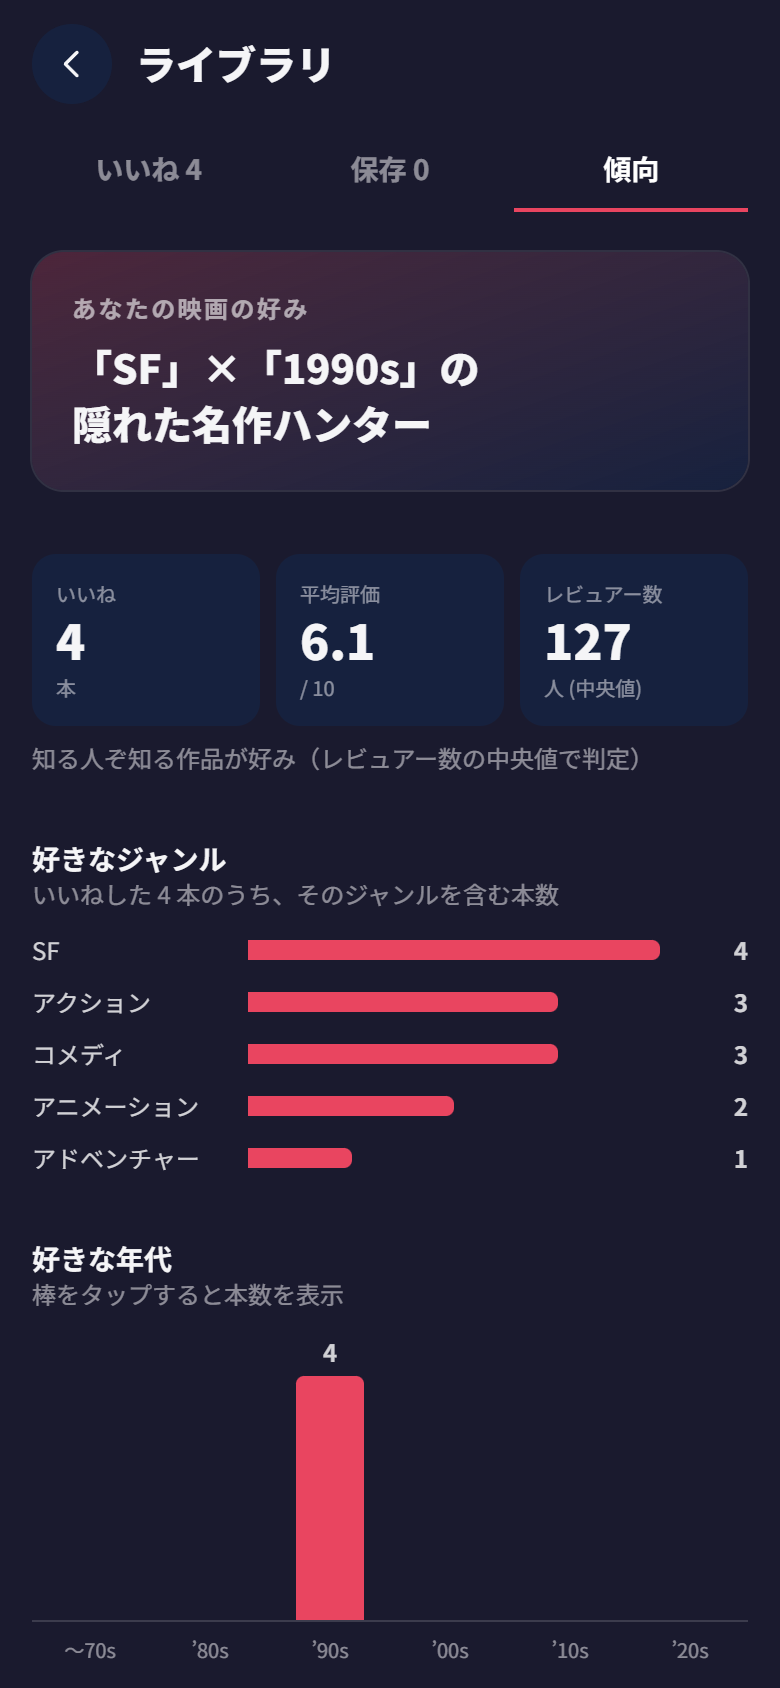 ライブラリ
いいね 4
保存 0
傾向
あなたの映画の好み
「SF」×「1990s」の
隠れた名作ハンター
いいね
4
本
平均評価
6.1
/ 10
レビュアー数
127
人 (中央値)
知る人ぞ知る作品が好み（レビュアー数の中央値で判定）
好きなジャンル
いいねした 4 本のうち、そのジャンルを含む本数
SF 4
アクション 3
コメディ 3
アニメーション 2
アドベンチャー 1
好きな年代
棒をタップすると本数を表示
4
〜70s ’80s ’90s ’00s ’10s ’20s